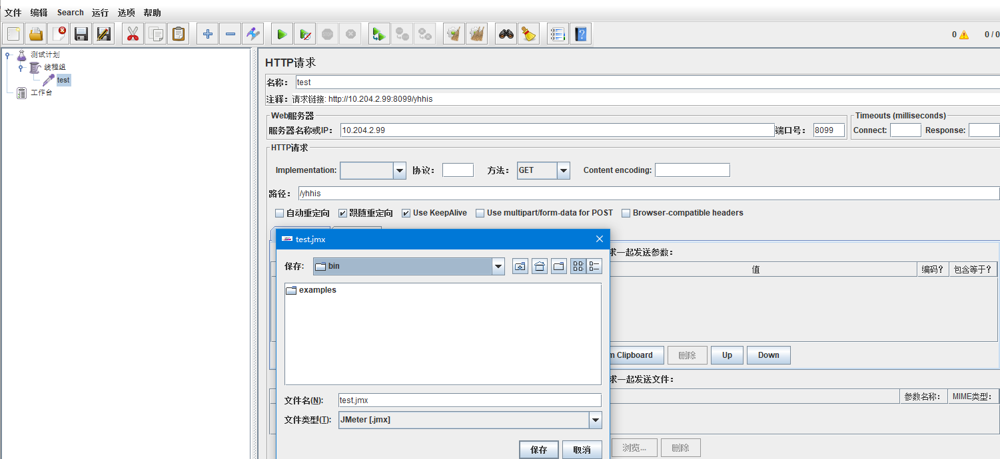 文件 编辑 Search 运行 选项 帮助
0 0 / 0
测试计划
线程组
test
工作台
HTTP请求
名称： test
注释： 请求链接: http://10.204.2.99:8099/yhhis
Web服务器
服务器名称或IP： 10.204.2.99 端口号： 8099
Timeouts (milliseconds)
Connect: Response:
HTTP请求
Implementation: 协议： 方法： GET Content encoding:
路径： /yhhis
自动重定向 跟随重定向 Use KeepAlive Use multipart/form-data for POST Browser-compatible headers
test.jmx
保存: bin
examples
文件名(N): test.jmx
文件类型(T): JMeter [.jmx]
保存 取消
求一起发送参数：
值 编码? 包含等于?
m Clipboard 删除 Up Down
求一起发送文件：
参数名称： MIME类型：
浏览... 删除